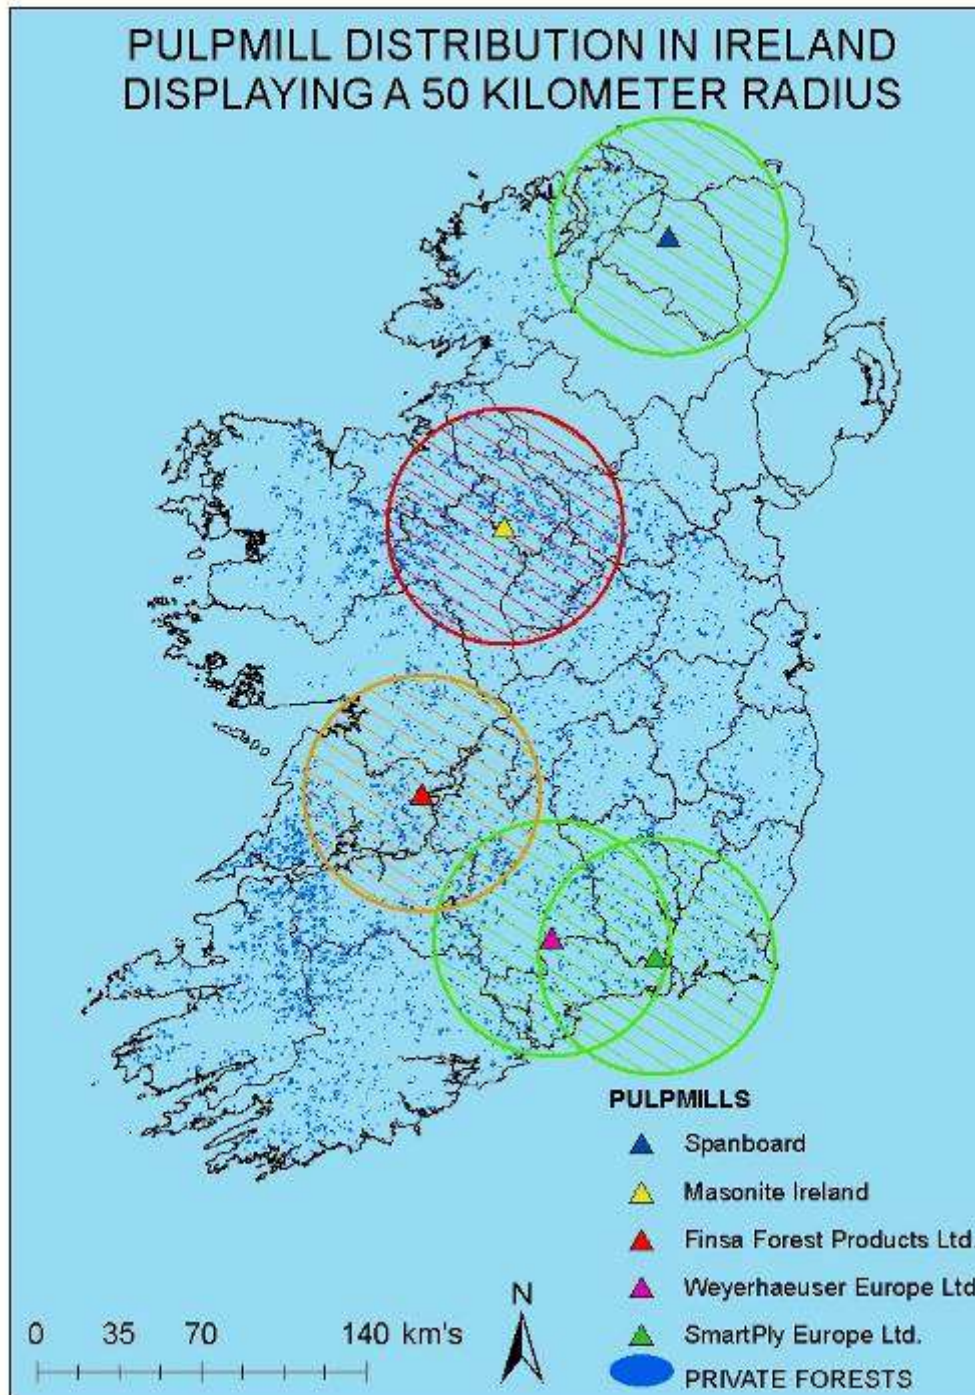 PULPMILL DISTRIBUTION IN IRELAND
DISPLAYING A 50 KILOMETER RADIUS
PULPMILLS
Spanboard
Masonite Ireland
Finsa Forest Products Ltd
Weyerhaeuser Europe Ltd
SmartPly Europe Ltd.
PRIVATE FORESTS
N
0 35 70 140 km's